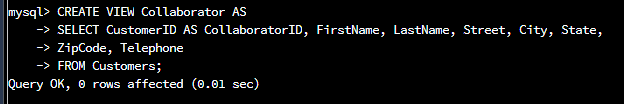 mysql> CREATE VIEW Collaborator AS
    -> SELECT CustomerID AS CollaboratorID, FirstName, LastName, Street, City, State,
    -> ZipCode, Telephone
    -> FROM Customers;
Query OK, 0 rows affected (0.01 sec)